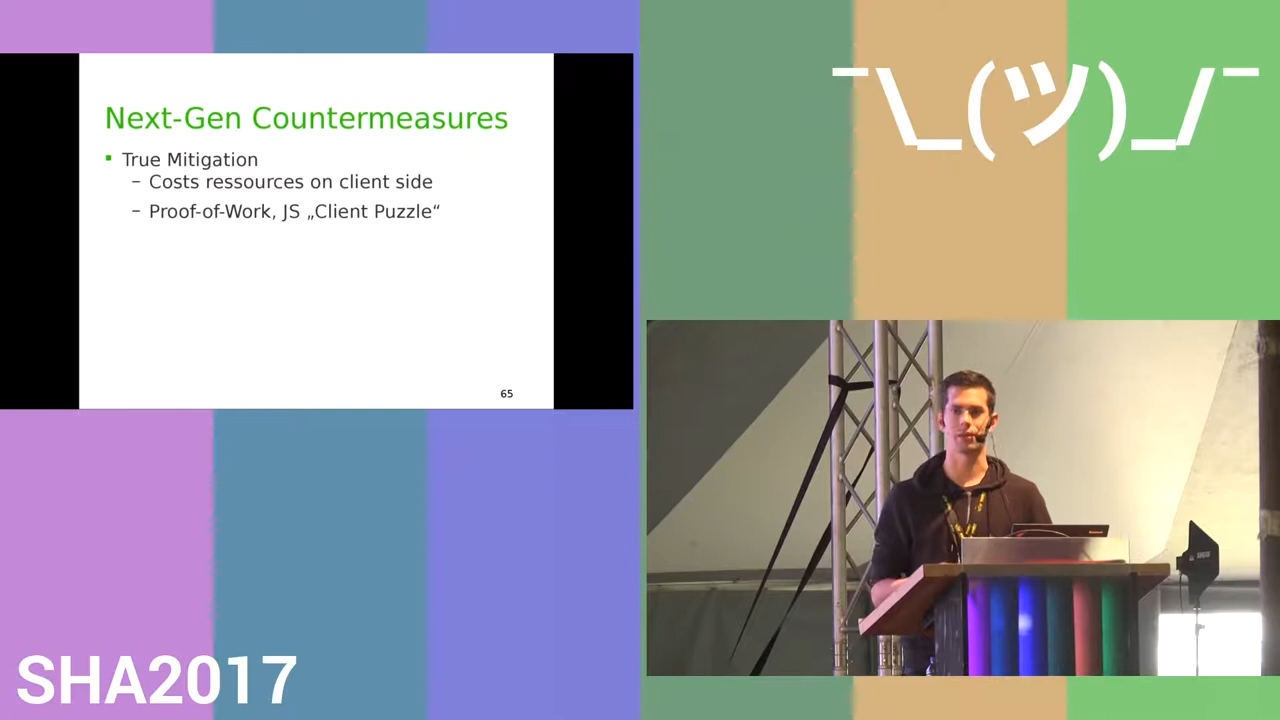 Next-Gen Countermeasures
▪ True Mitigation
– Costs ressources on client side
– Proof-of-Work, JS „Client Puzzle“
65
¯\_(ツ)_/¯
SHA2017